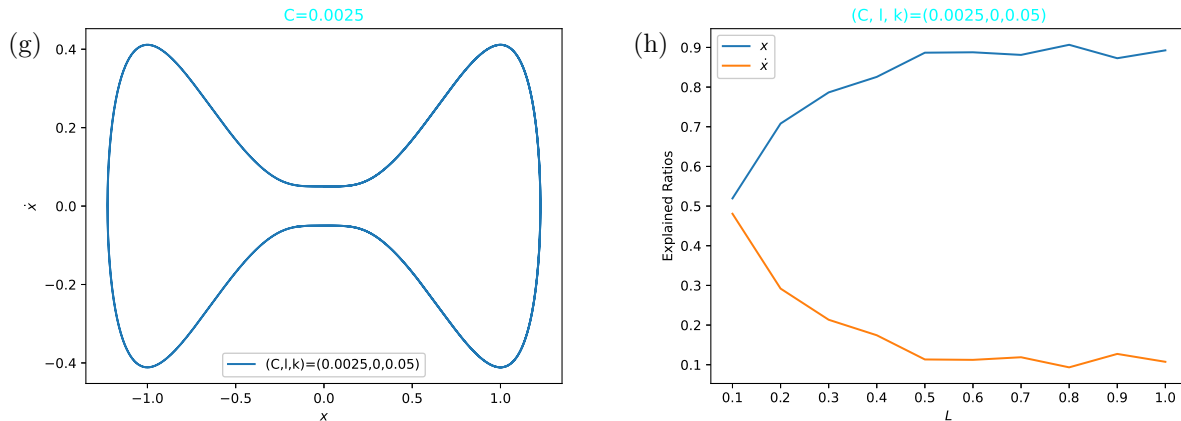 (g)
C=0.0025
0.4
0.2
0.0
−0.2
−0.4
ẋ
−1.0 −0.5 0.0 0.5 1.0
x
(C,l,k)=(0.0025,0,0.05)
(h)
(C, l, k)=(0.0025,0,0.05)
x
ẋ
0.9
0.8
0.7
0.6
0.5
0.4
0.3
0.2
0.1
Explained Ratios
0.1 0.2 0.3 0.4 0.5 0.6 0.7 0.8 0.9 1.0
L